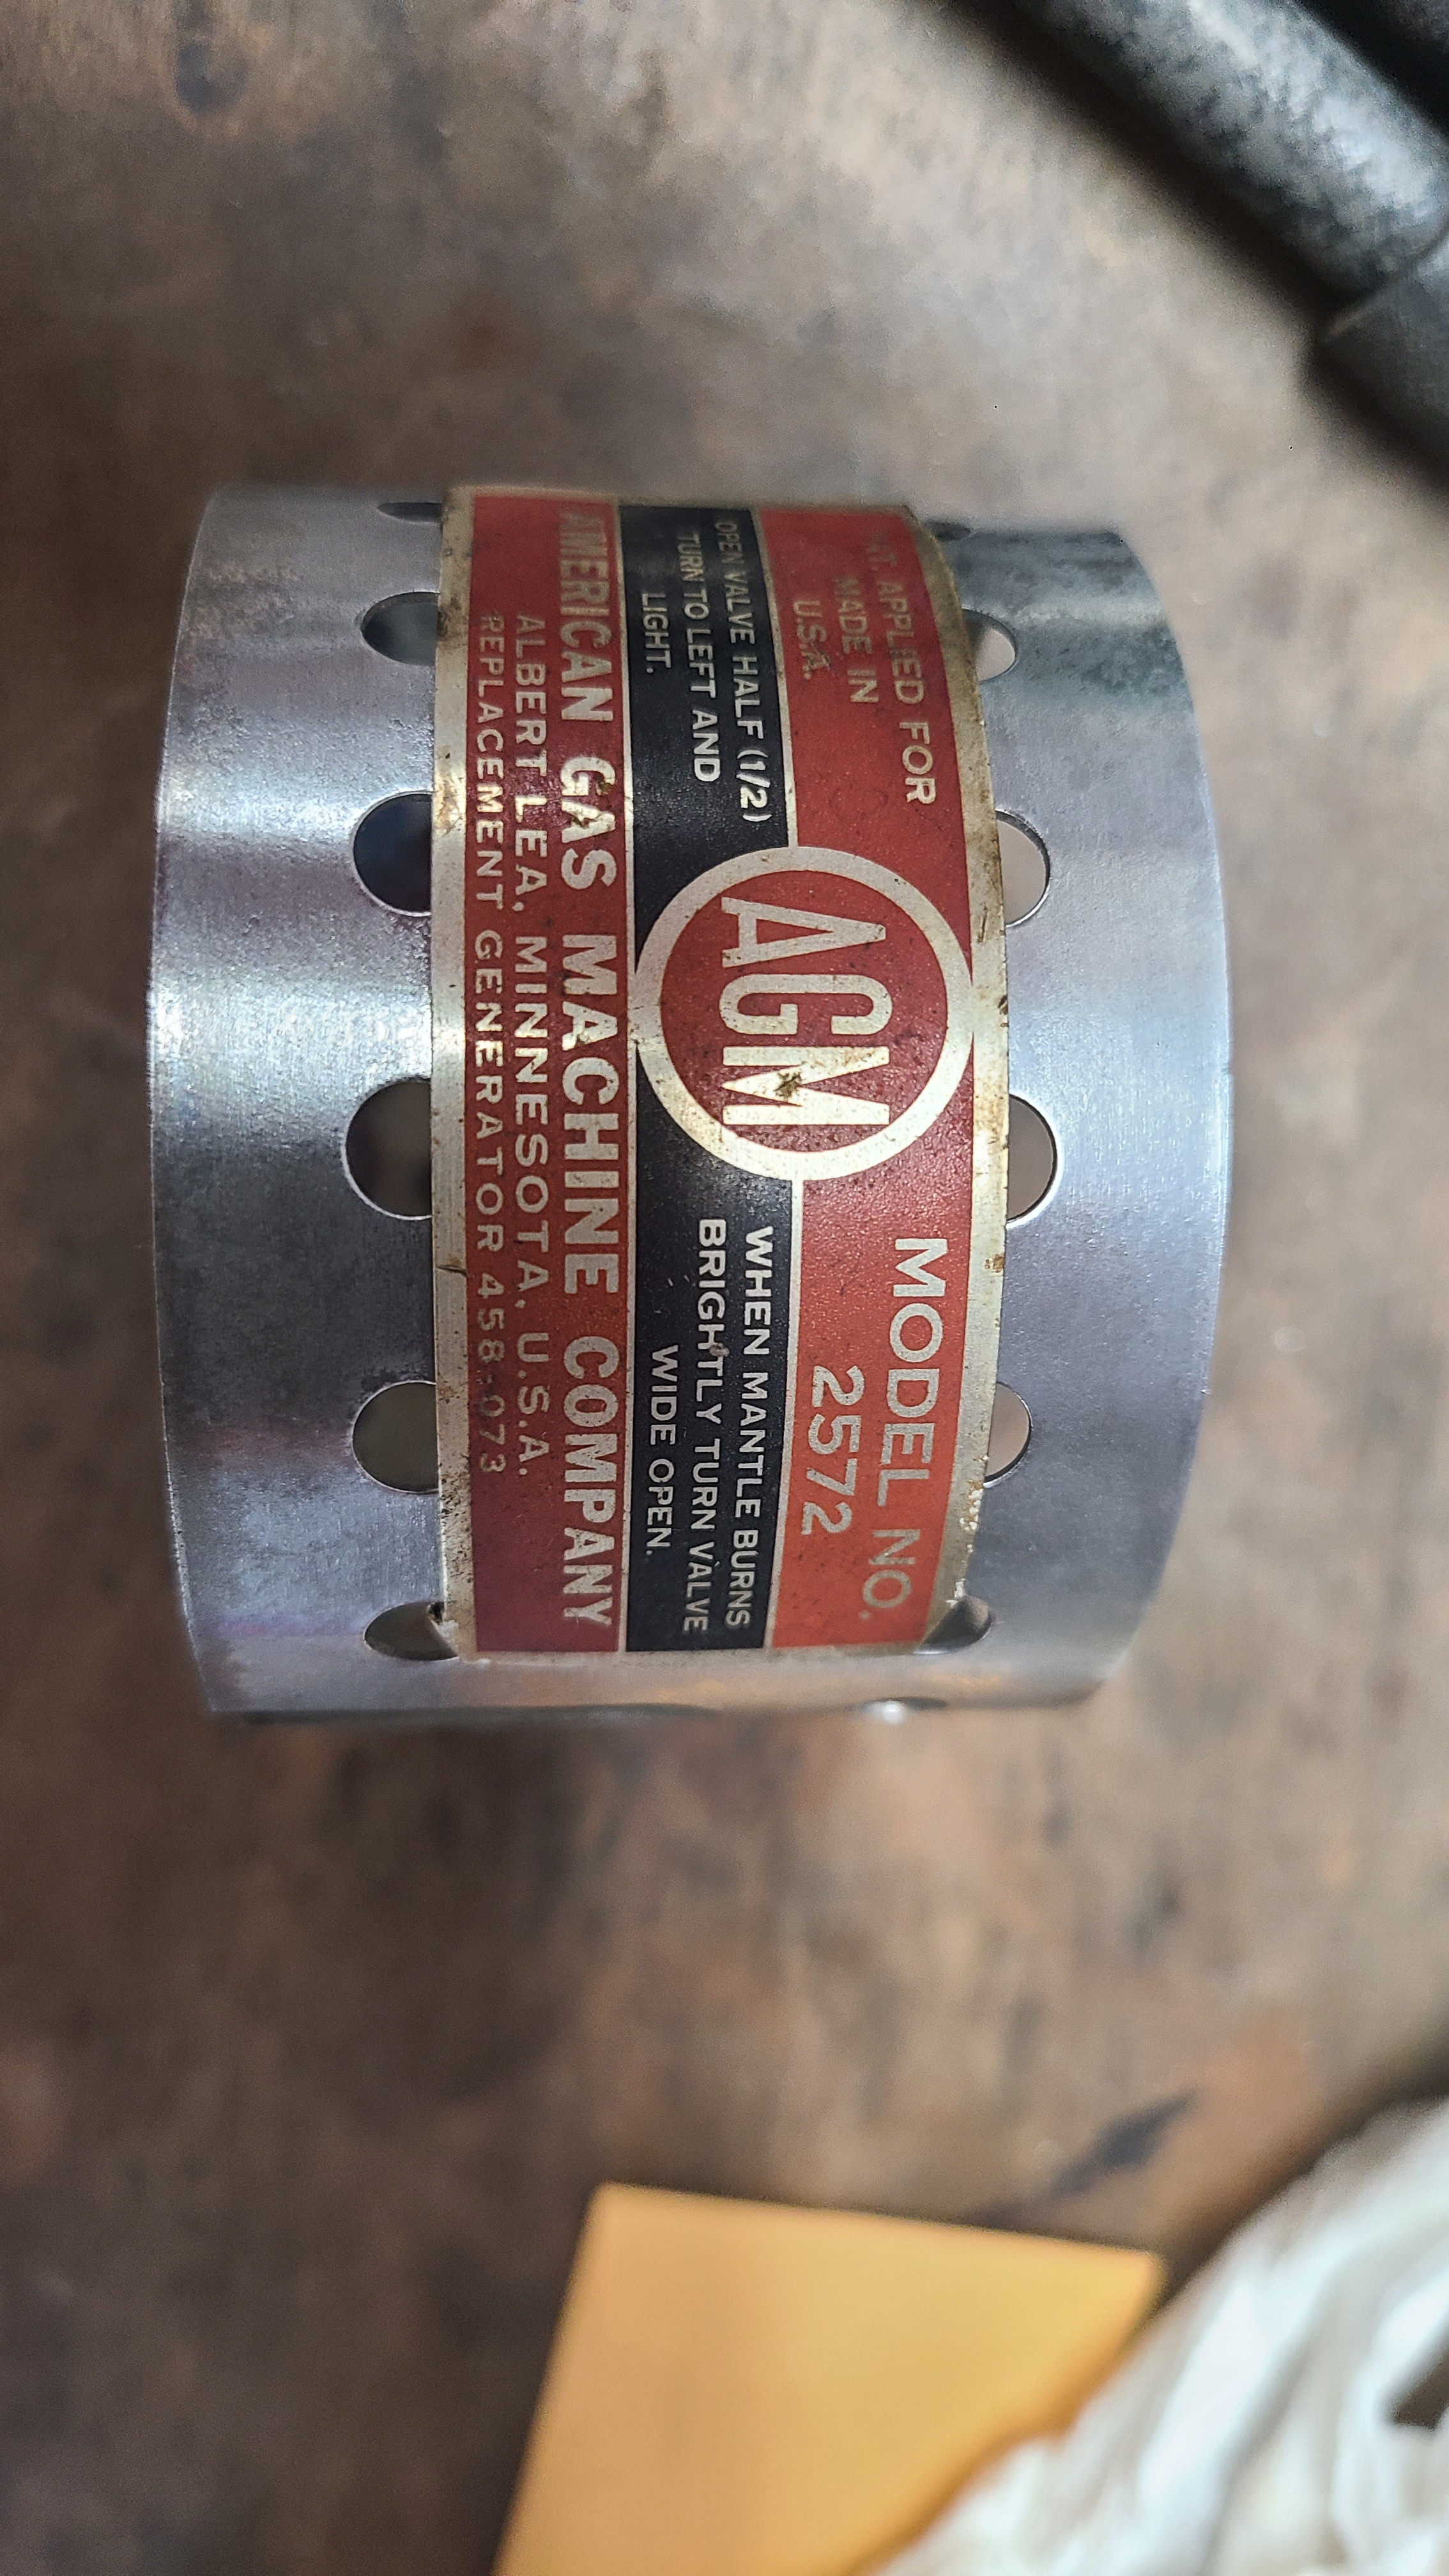 PAT. APPLIED FOR
MADE IN
U.S.A.
MODEL NO.
2572
AGM
OPEN VALVE HALF (1/2)
TURN TO LEFT AND
LIGHT.
WHEN MANTLE BURNS
BRIGHTLY TURN VALVE
WIDE OPEN.
AMERICAN GAS MACHINE COMPANY
ALBERT LEA, MINNESOTA, U.S.A.
REPLACEMENT GENERATOR 458-073